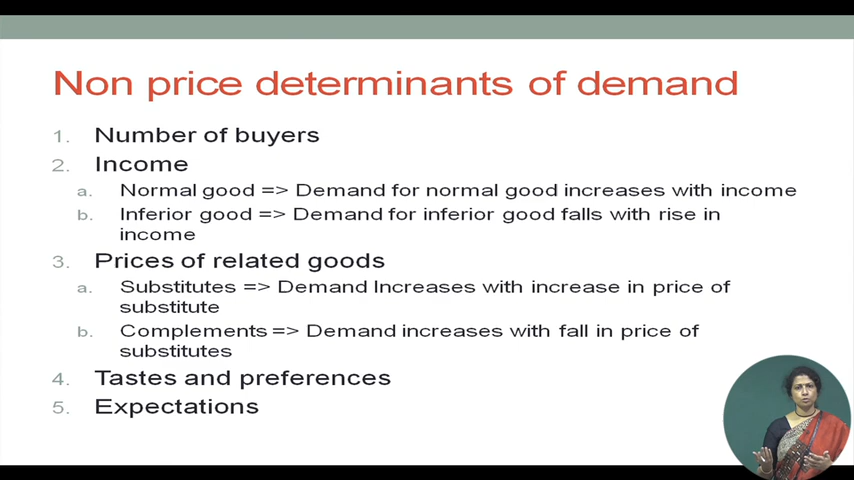 Non price determinants of demand
1. Number of buyers
2. Income
a. Normal good => Demand for normal good increases with income
b. Inferior good => Demand for inferior good falls with rise in
income
3. Prices of related goods
a. Substitutes => Demand Increases with increase in price of
substitute
b. Complements => Demand increases with fall in price of
substitutes
4. Tastes and preferences
5. Expectations